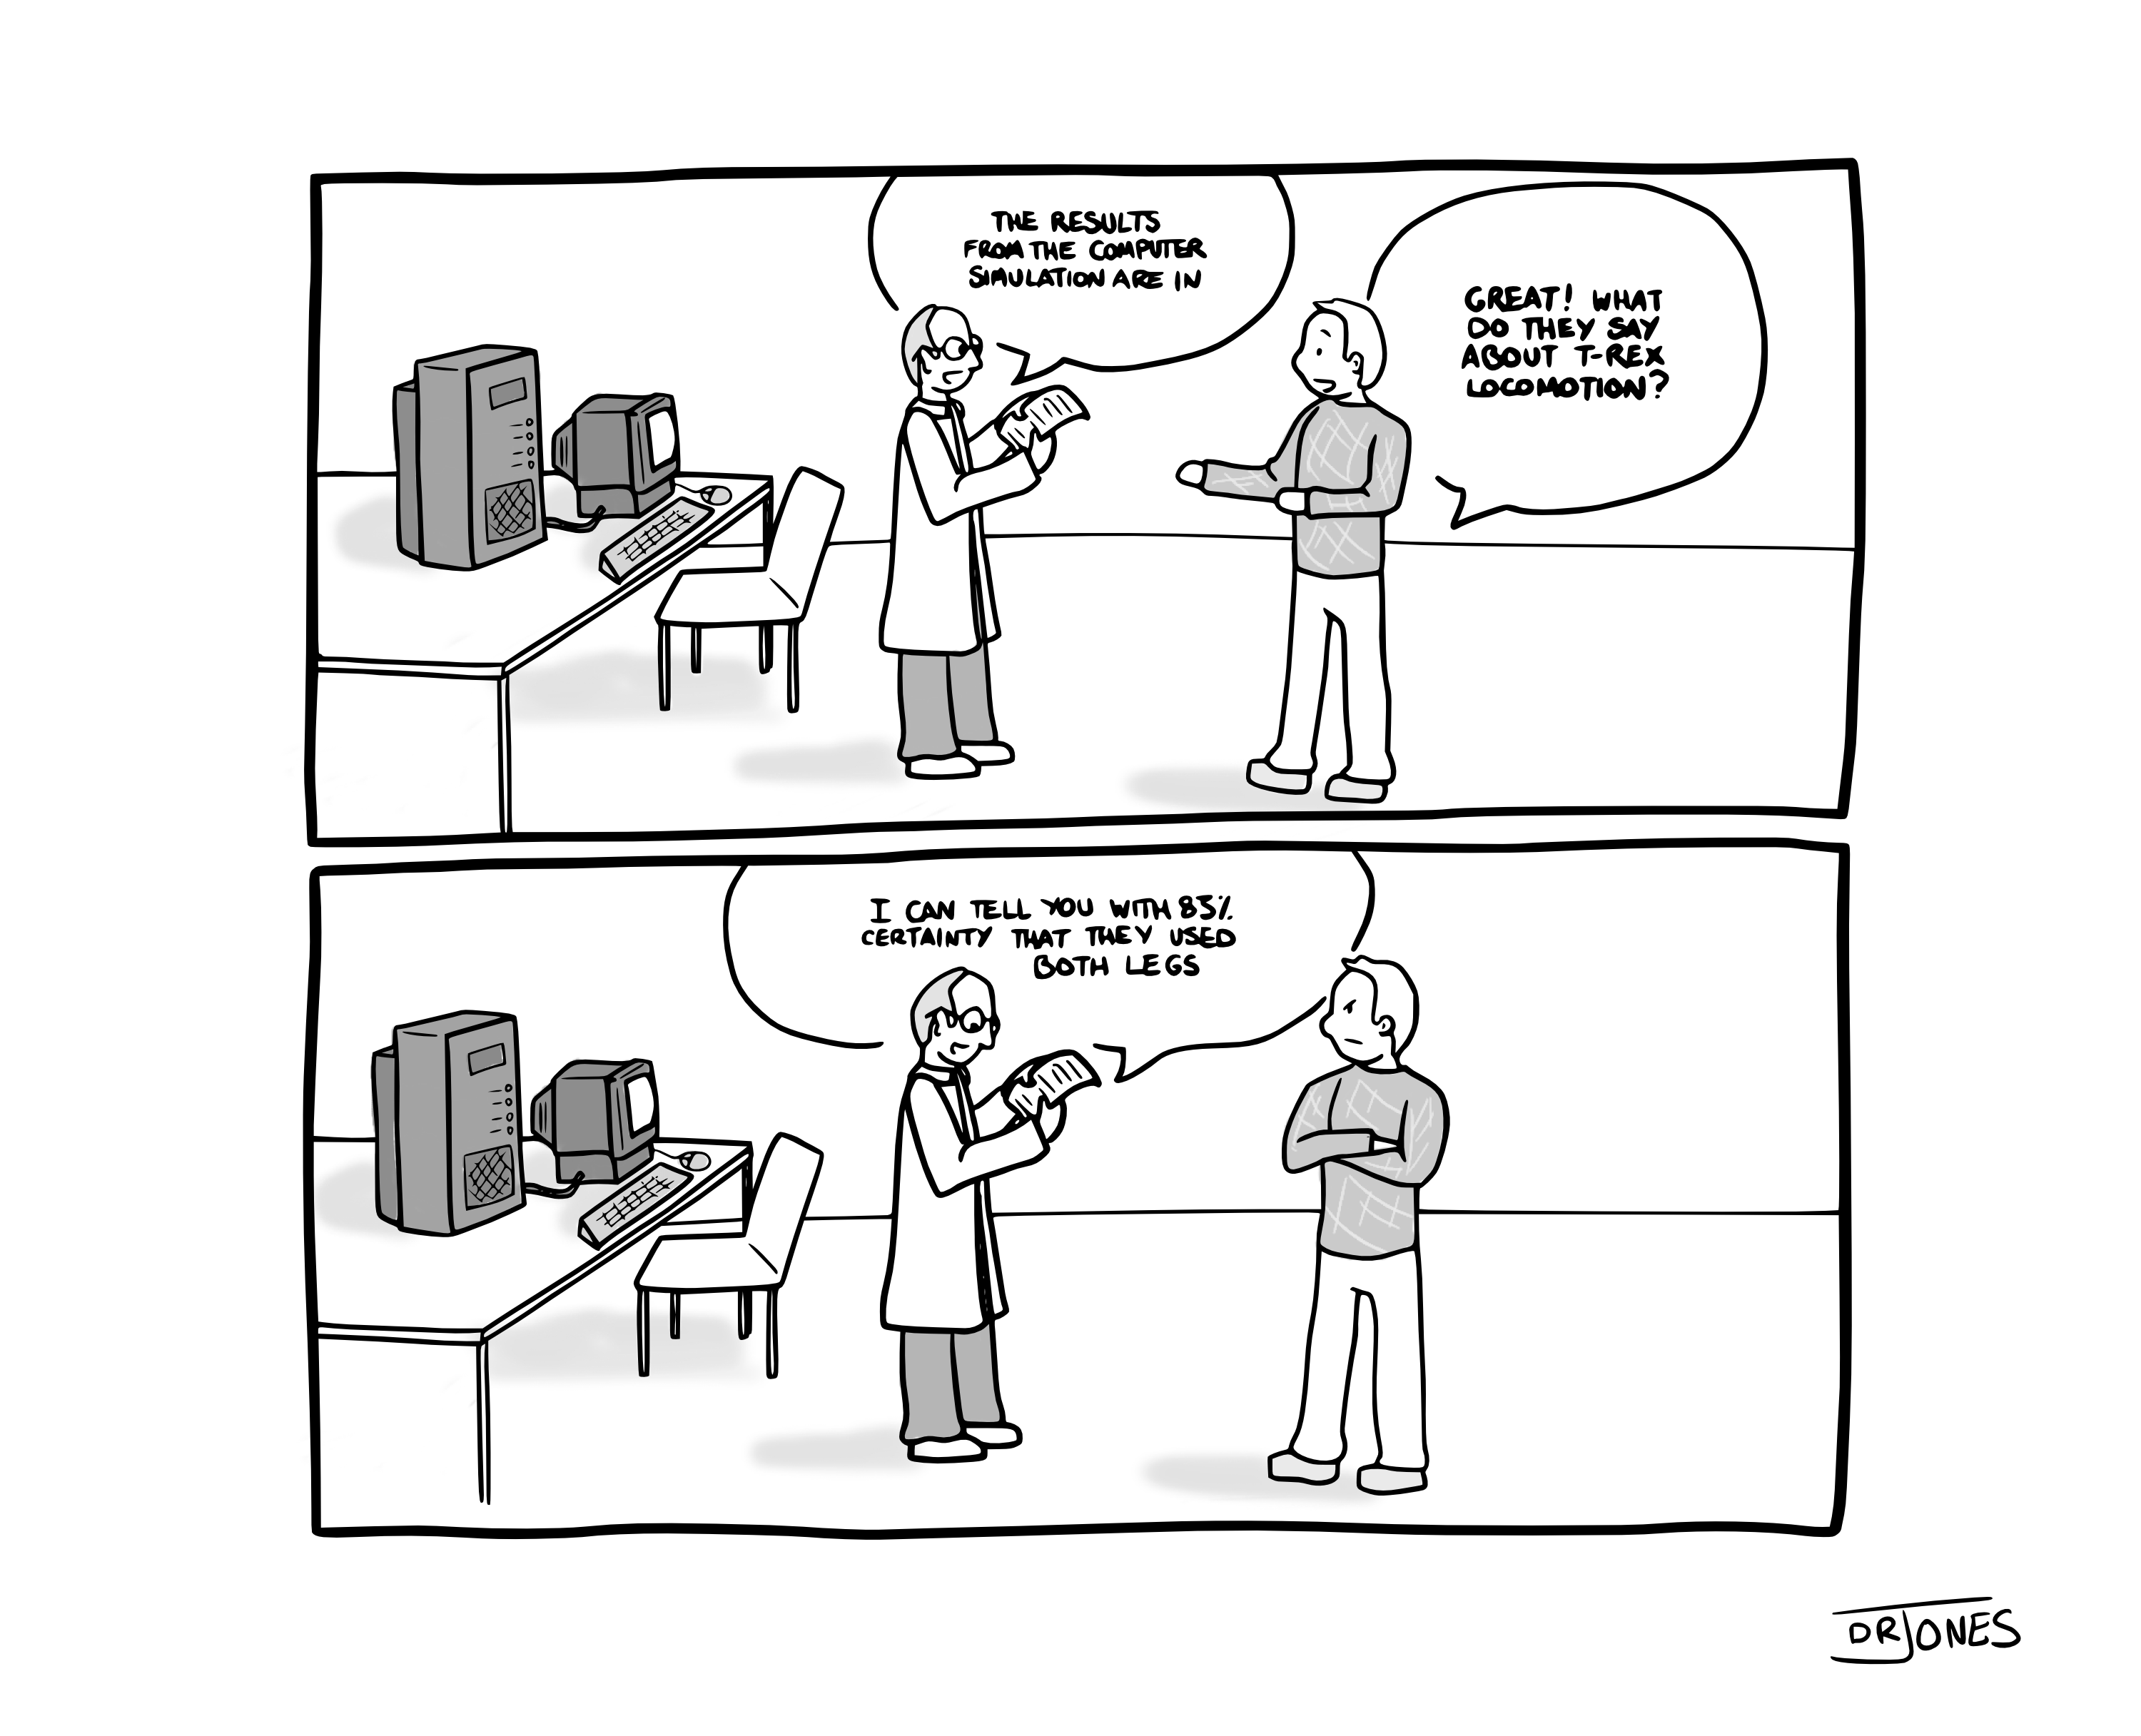 THE RESULTS
FROM THE COMPUTER
SIMULATION ARE IN
GREAT! WHAT
DO THEY SAY
ABOUT T-REX
LOCOMOTION?
I CAN TELL YOU WITH 83%
CERTAINTY THAT THEY USED
BOTH LEGS
DRJONES